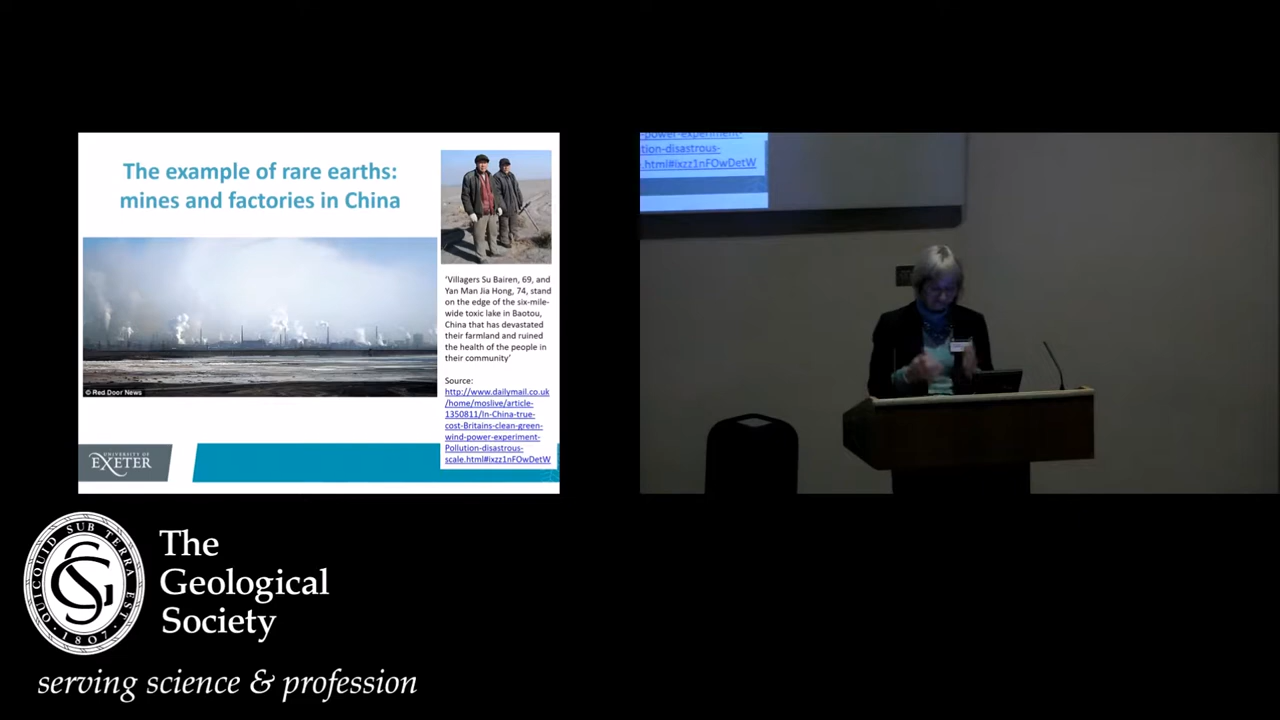 The example of rare earths:
mines and factories in China
© Red Door News
'Villagers Su Bairen, 69, and
Yan Man Jia Hong, 74, stand
on the edge of the six-mile-
wide toxic lake in Baotou,
China that has devastated
their farmland and ruined
the health of the people in
their community'
Source:
http://www.dailymail.co.uk
/home/moslive/article-
1350811/In-China-true-
cost-Britains-clean-green-
wind-power-experiment-
Pollution-disastrous-
scale.html#ixzz1nFOwDetW
UNIVERSITY OF
EXETER
-power-experiment-
tion-disastrous-
.html#ixzz1nFOwDetW
QUICQUID SUB TERRA EST
1807
GS
The
Geological
Society
serving science & profession